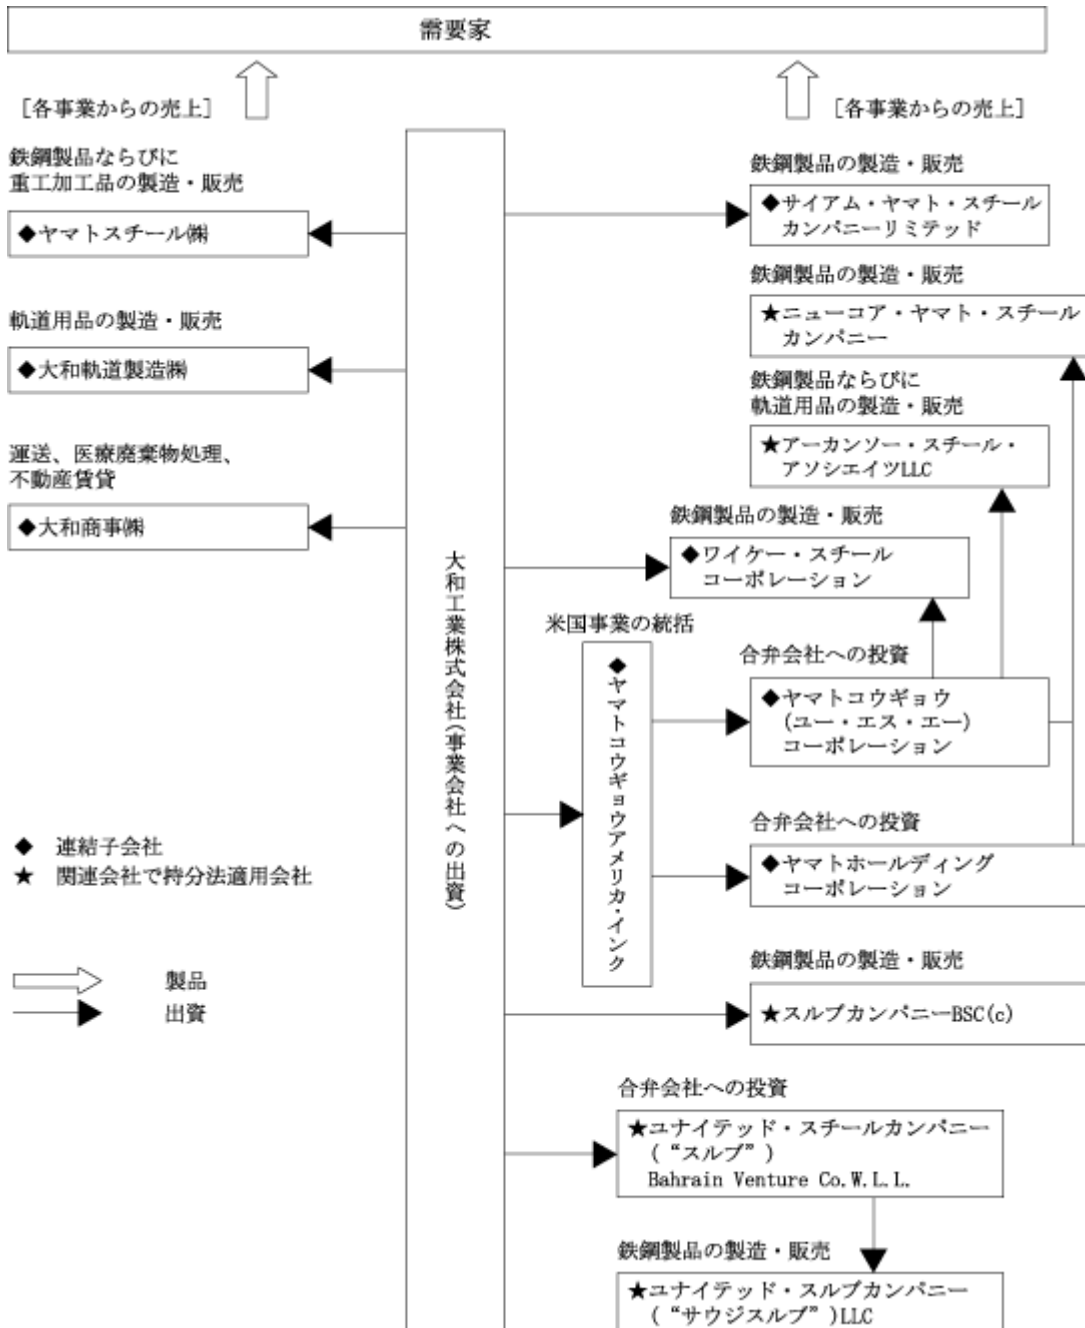 需要家
［各事業からの売上］
［各事業からの売上］
鉄鋼製品ならびに
重工加工品の製造・販売
◆ヤマトスチール㈱
軌道用品の製造・販売
◆大和軌道製造㈱
運送、医療廃棄物処理、
不動産賃貸
◆大和商事㈱
◆ 連結子会社
★ 関連会社で持分法適用会社
製品
出資
大和工業株式会社（事業会社への出資）
鉄鋼製品の製造・販売
◆サイアム・ヤマト・スチール
カンパニーリミテッド
鉄鋼製品の製造・販売
★ニューコア・ヤマト・スチール
カンパニー
鉄鋼製品ならびに
軌道用品の製造・販売
★アーカンソー・スチール・
アソシエイツLLC
鉄鋼製品の製造・販売
◆ワイケー・スチール
コーポレーション
米国事業の統括
◆ヤマトコウギョウアメリカ・インク
合弁会社への投資
◆ヤマトコウギョウ
(ユー・エス・エー)
コーポレーション
合弁会社への投資
◆ヤマトホールディング
コーポレーション
鉄鋼製品の製造・販売
★スルブカンパニーBSC(c)
合弁会社への投資
★ユナイテッド・スチールカンパニー
(“スルブ”)
Bahrain Venture Co.W.L.L.
鉄鋼製品の製造・販売
★ユナイテッド・スルブカンパニー
(“サウジスルブ”)LLC